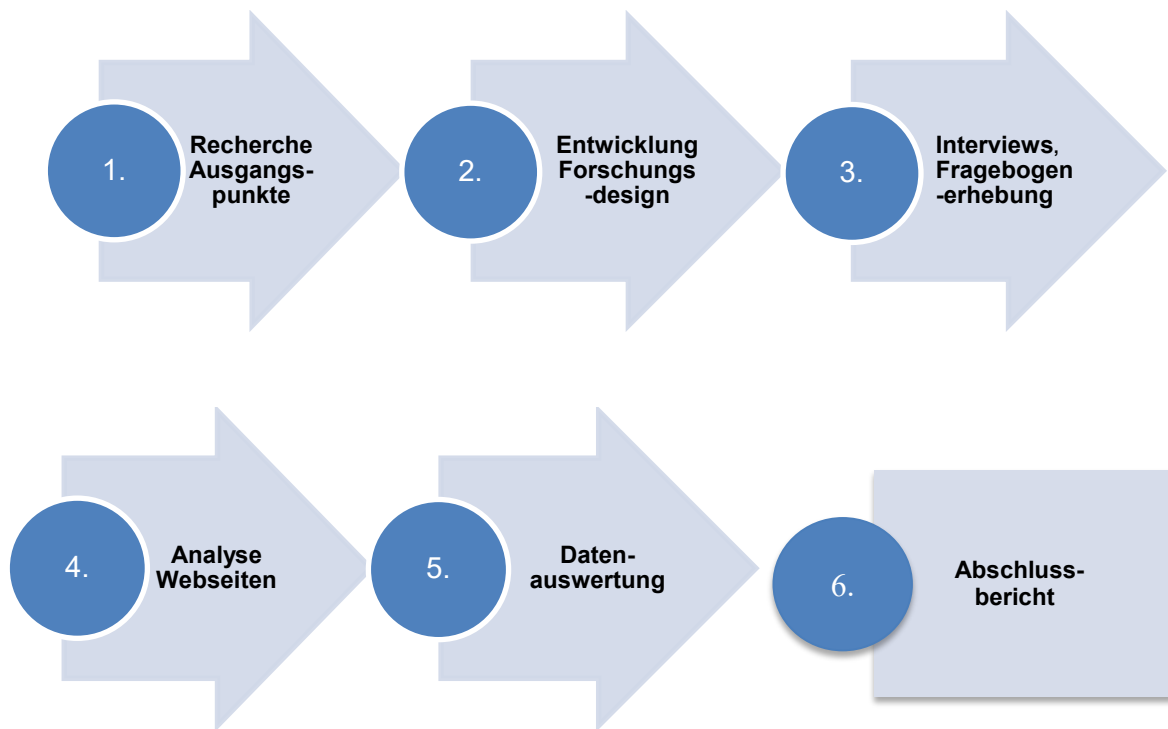 1.
Recherche
Ausgangs-
punkte
2.
Entwicklung
Forschungs
-design
3.
Interviews,
Fragebogen
-erhebung
4.
Analyse
Webseiten
5.
Daten-
auswertung
6.
Abschluss-
bericht